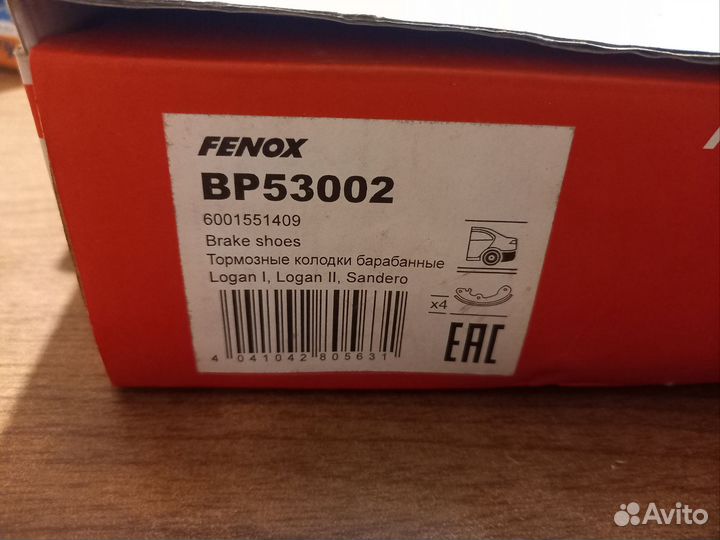 FENOX
BP53002
6001551409
Brake shoes
Тормозные колодки барабанные
Logan I, Logan II, Sandero
x4
4 041042 805631
EAC
Avito